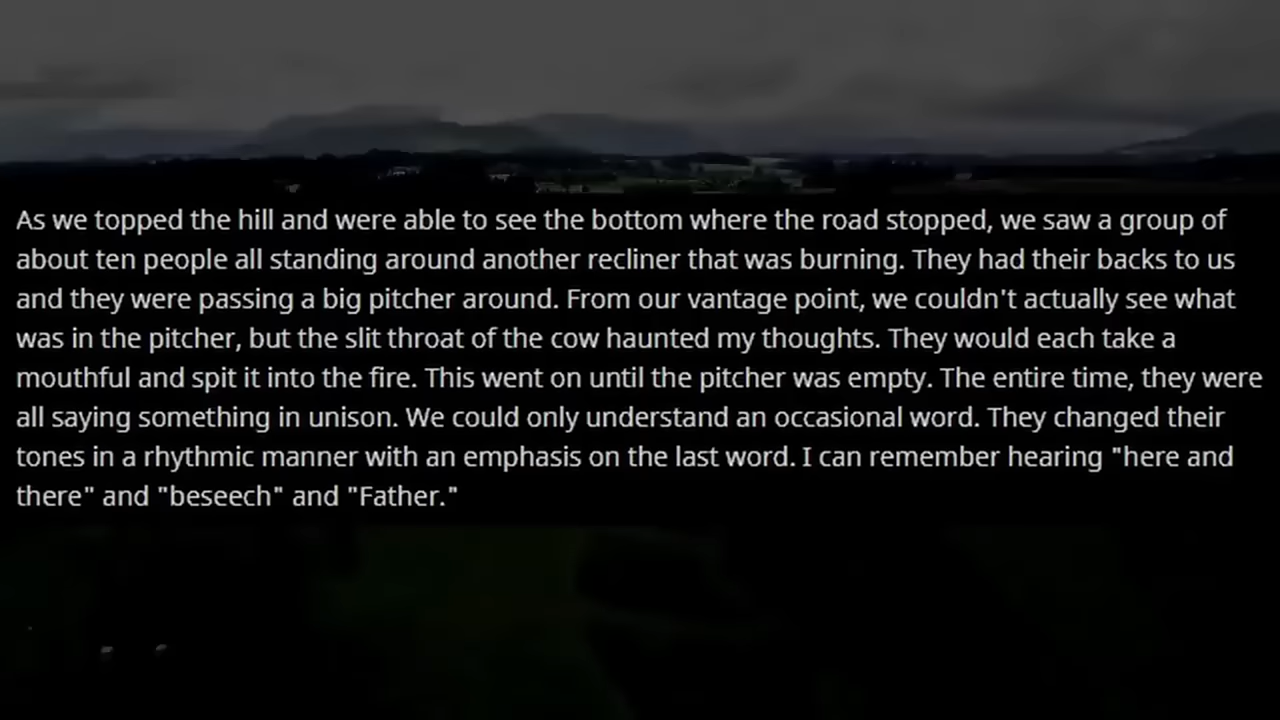 As we topped the hill and were able to see the bottom where the road stopped, we saw a group of
about ten people all standing around another recliner that was burning. They had their backs to us
and they were passing a big pitcher around. From our vantage point, we couldn't actually see what
was in the pitcher, but the slit throat of the cow haunted my thoughts. They would each take a
mouthful and spit it into the fire. This went on until the pitcher was empty. The entire time, they were
all saying something in unison. We could only understand an occasional word. They changed their
tones in a rhythmic manner with an emphasis on the last word. I can remember hearing "here and
there" and "beseech" and "Father."